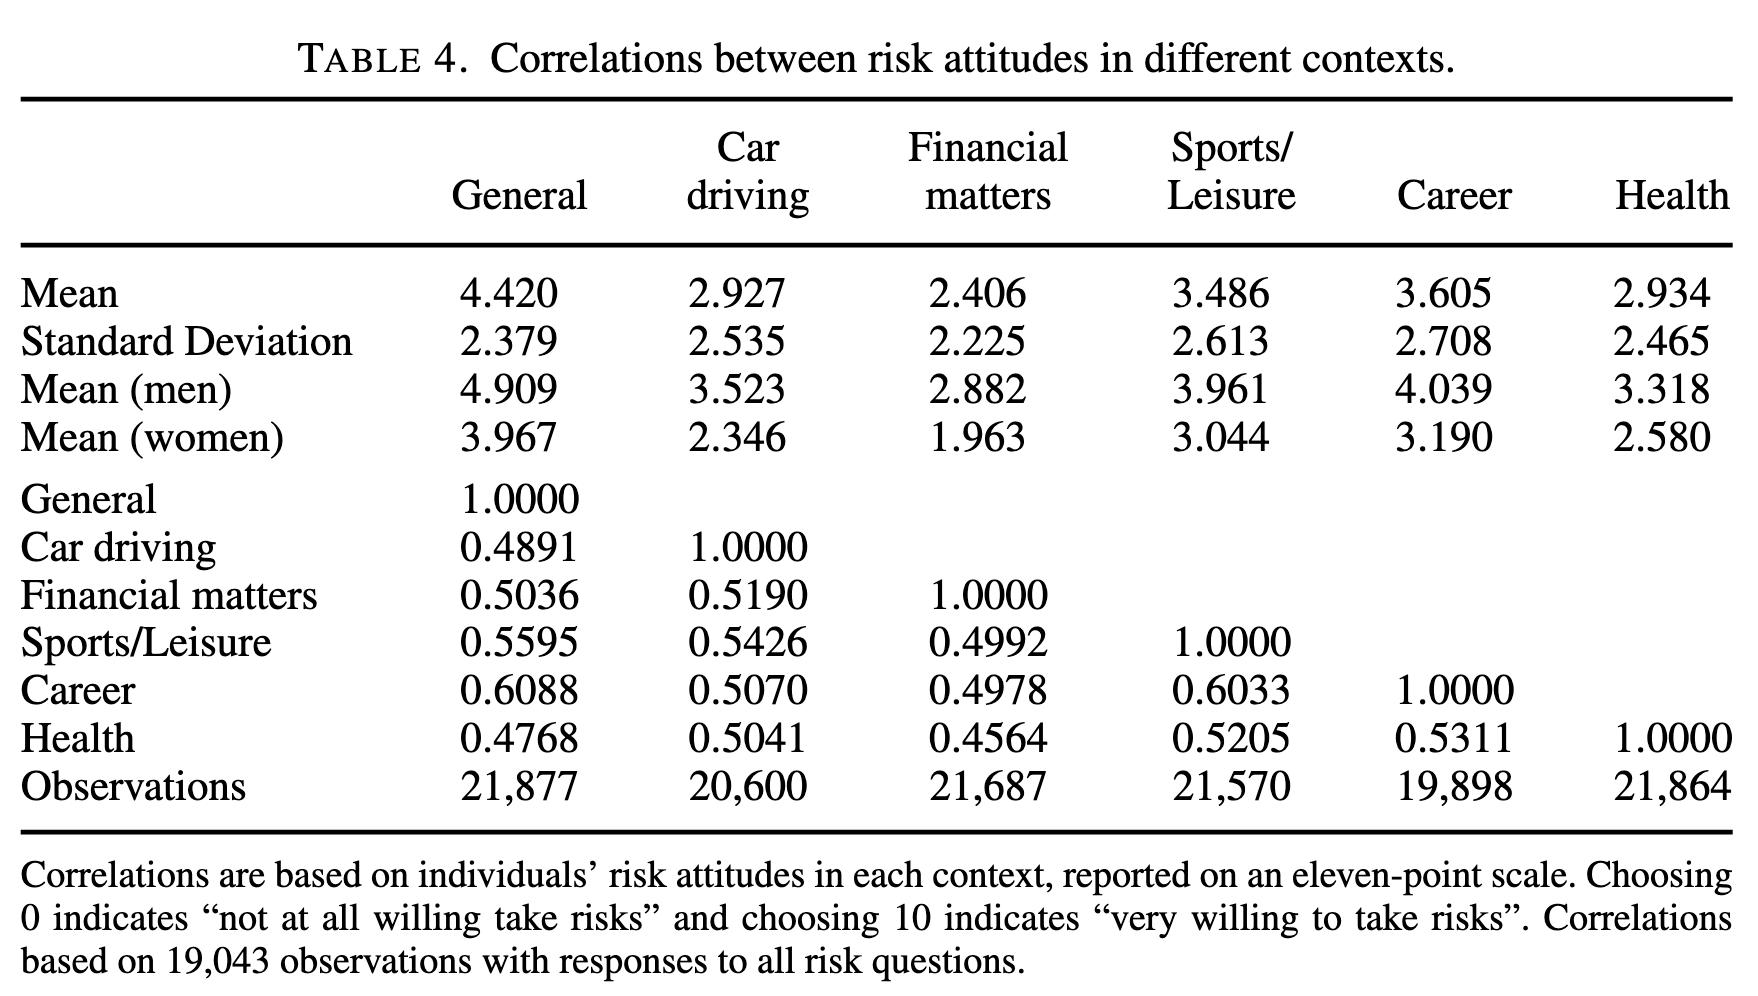 TABLE 4. Correlations between risk attitudes in different contexts.
Car Financial Sports/
General driving matters Leisure Career Health
Mean 4.420 2.927 2.406 3.486 3.605 2.934
Standard Deviation 2.379 2.535 2.225 2.613 2.708 2.465
Mean (men) 4.909 3.523 2.882 3.961 4.039 3.318
Mean (women) 3.967 2.346 1.963 3.044 3.190 2.580
General 1.0000
Car driving 0.4891 1.0000
Financial matters 0.5036 0.5190 1.0000
Sports/Leisure 0.5595 0.5426 0.4992 1.0000
Career 0.6088 0.5070 0.4978 0.6033 1.0000
Health 0.4768 0.5041 0.4564 0.5205 0.5311 1.0000
Observations 21,877 20,600 21,687 21,570 19,898 21,864
Correlations are based on individuals’ risk attitudes in each context, reported on an eleven-point scale. Choosing
0 indicates “not at all willing take risks” and choosing 10 indicates “very willing to take risks”. Correlations
based on 19,043 observations with responses to all risk questions.